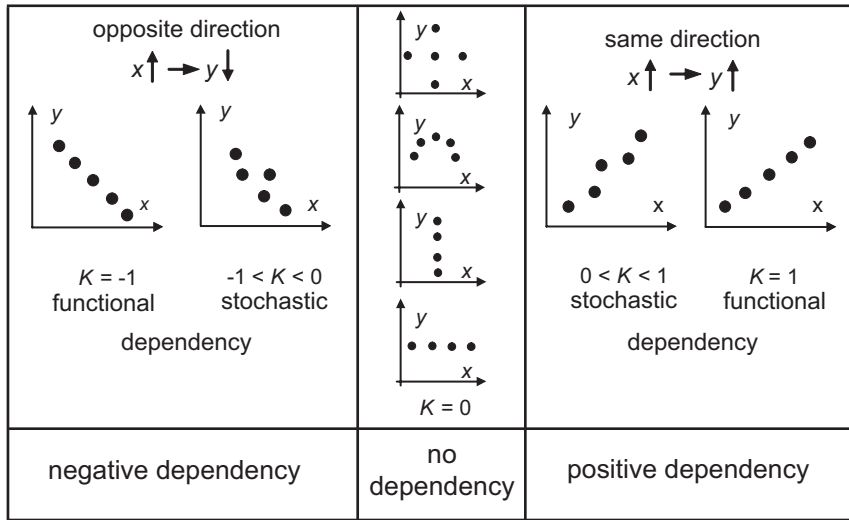 opposite direction
x → y
y
x
y
x
K = -1
functional
-1 < K < 0
stochastic
dependency
y
x
y
x
y
x
y
x
K = 0
same direction
x → y
y
x
y
x
0 < K < 1
stochastic
K = 1
functional
dependency
negative dependency
no
dependency
positive dependency